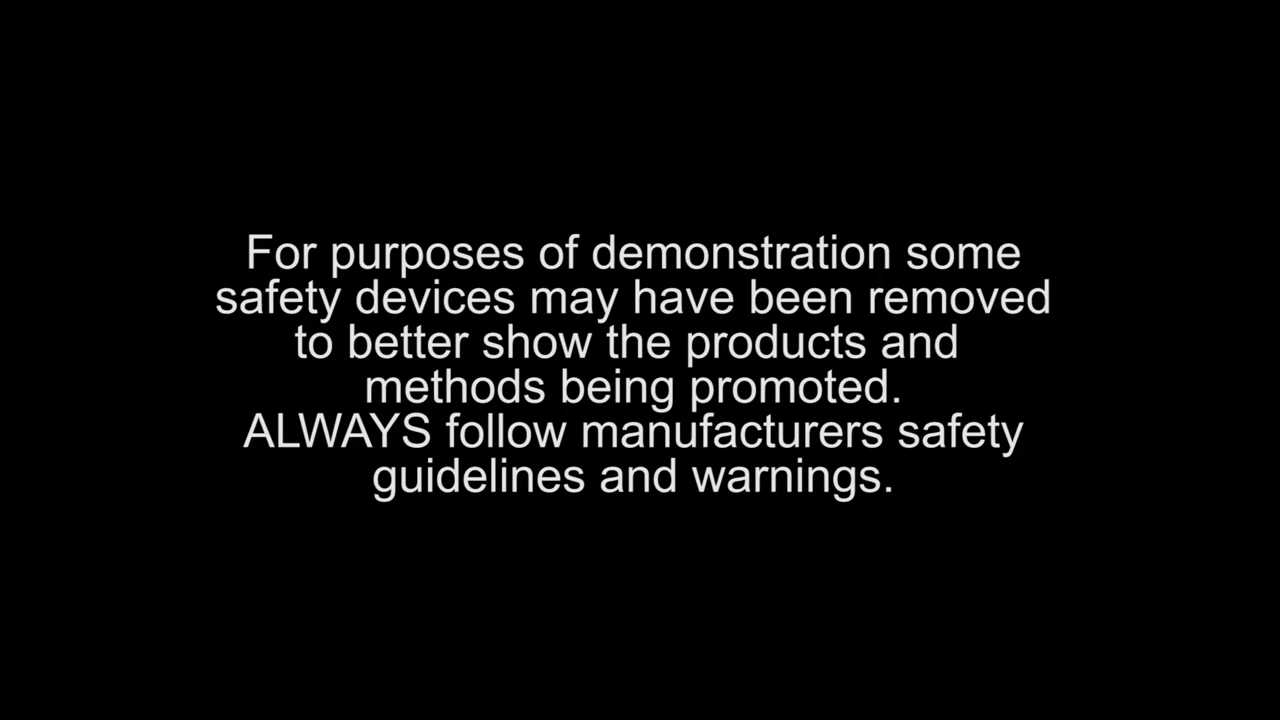 For purposes of demonstration some
safety devices may have been removed
to better show the products and
methods being promoted.
ALWAYS follow manufacturers safety
guidelines and warnings.